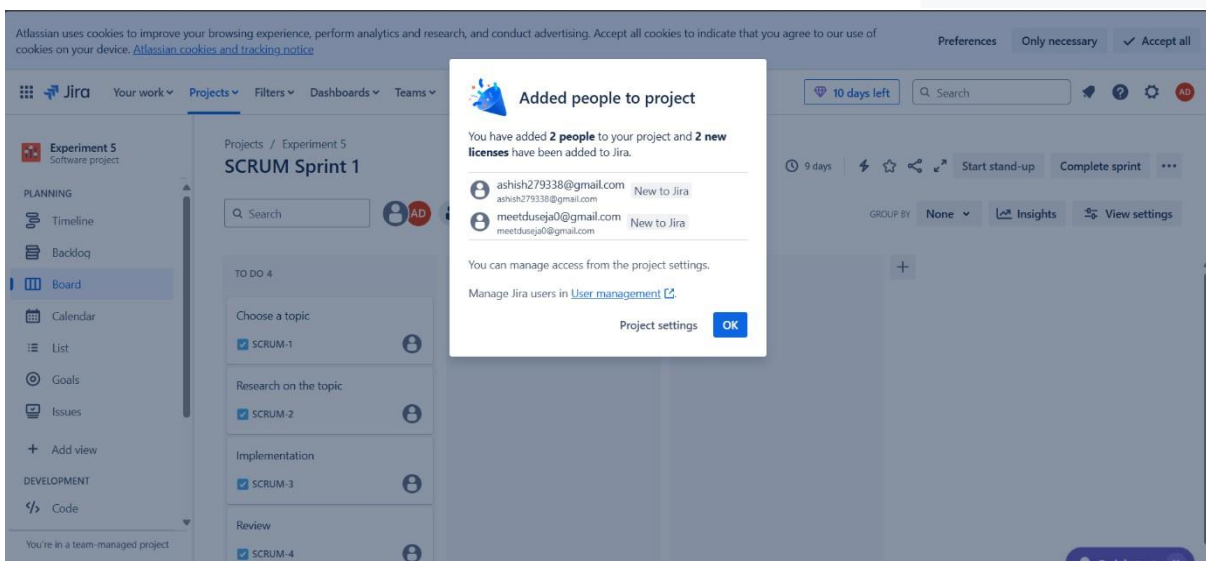 Atlassian uses cookies to improve your browsing experience, perform analytics and research, and conduct advertising. Accept all cookies to indicate that you agree to our use of
cookies on your device. Atlassian cookies and tracking notice
Preferences Only necessary Accept all
Jira Your work Projects Filters Dashboards Teams
10 days left Search AD
Experiment 5
Software project
PLANNING
Timeline
Backlog
Board
Calendar
List
Goals
Issues
+ Add view
DEVELOPMENT
</> Code
You're in a team-managed project
Projects / Experiment 5
SCRUM Sprint 1
9 days Start stand-up Complete sprint ...
Search AD
GROUP BY None Insights View settings
TO DO 4
+
Choose a topic
SCRUM-1
Research on the topic
SCRUM-2
Implementation
SCRUM-3
Review
SCRUM-4
Added people to project
You have added 2 people to your project and 2 new
licenses have been added to Jira.
ashish279338@gmail.com New to Jira
ashish279338@gmail.com
meetduseja0@gmail.com New to Jira
meetduseja0@gmail.com
You can manage access from the project settings.
Manage Jira users in User management.
Project settings OK